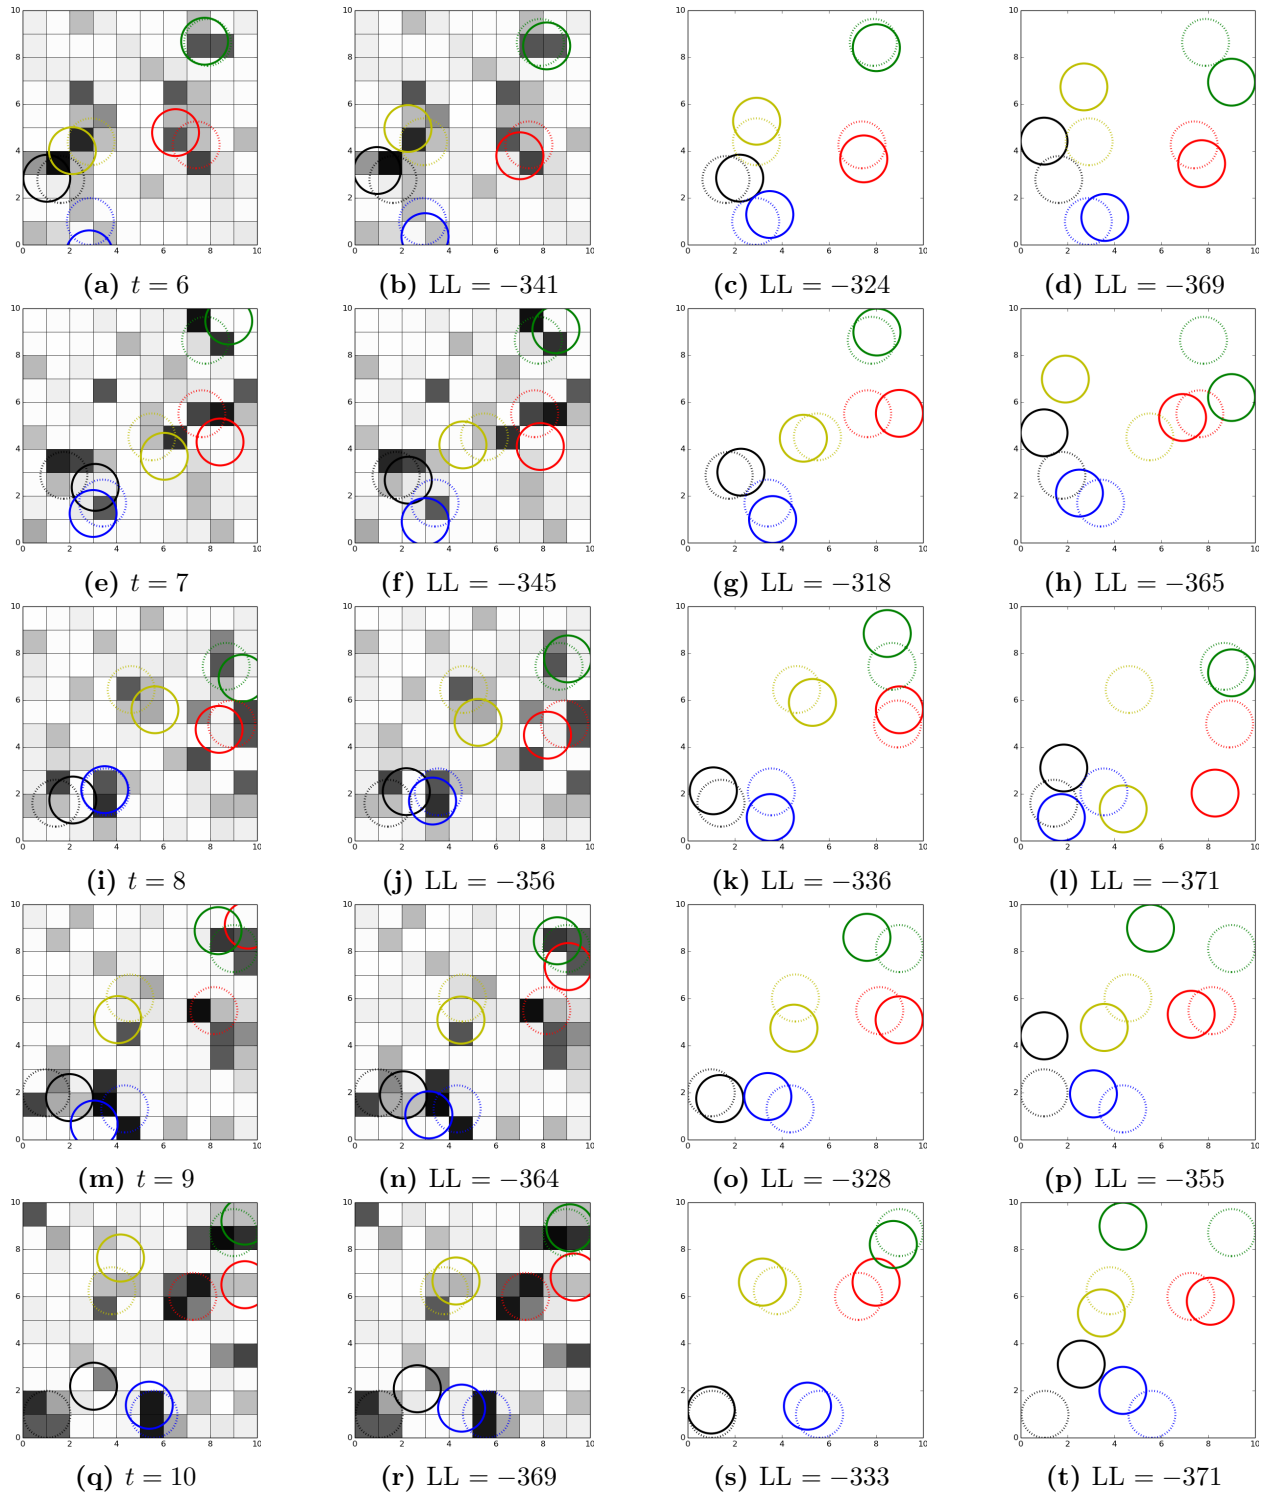 (a) t = 6
(b) LL = −341
(c) LL = −324
(d) LL = −369
(e) t = 7
(f) LL = −345
(g) LL = −318
(h) LL = −365
(i) t = 8
(j) LL = −356
(k) LL = −336
(l) LL = −371
(m) t = 9
(n) LL = −364
(o) LL = −328
(p) LL = −355
(q) t = 10
(r) LL = −369
(s) LL = −333
(t) LL = −371